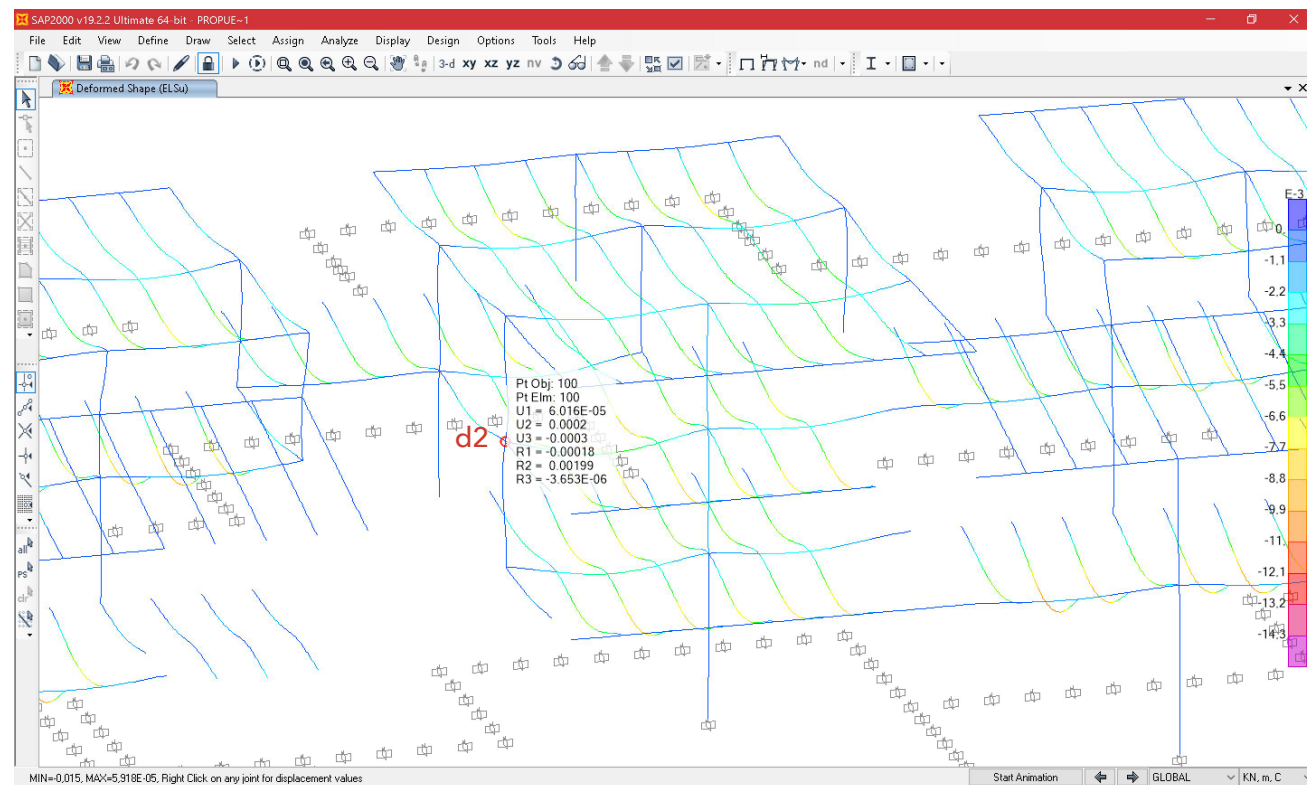 SAP2000 v19.2.2 Ultimate 64-bit - PROPUE~1
File Edit View Define Draw Select Assign Analyze Display Design Options Tools Help
3-d xy xz yz nv nd
Deformed Shape (ELSu)
E-3
0,
-1.1
-2.2
-3.3
-4.4
-5.5
-6.6
-7.7
-8.8
-9.9
-11.
-12.1
-13.2
-14.3
Pt Obj: 100
Pt Elm: 100
U1 = 6.016E-05
U2 = 0.0002
U3 = -0.0003
R1 = -0.00018
R2 = 0.00199
R3 = -3.653E-06
d2
all
PS
clr
MIN=-0,015, MAX=5,918E-05, Right Click on any joint for displacement values
Start Animation
GLOBAL
KN, m, C